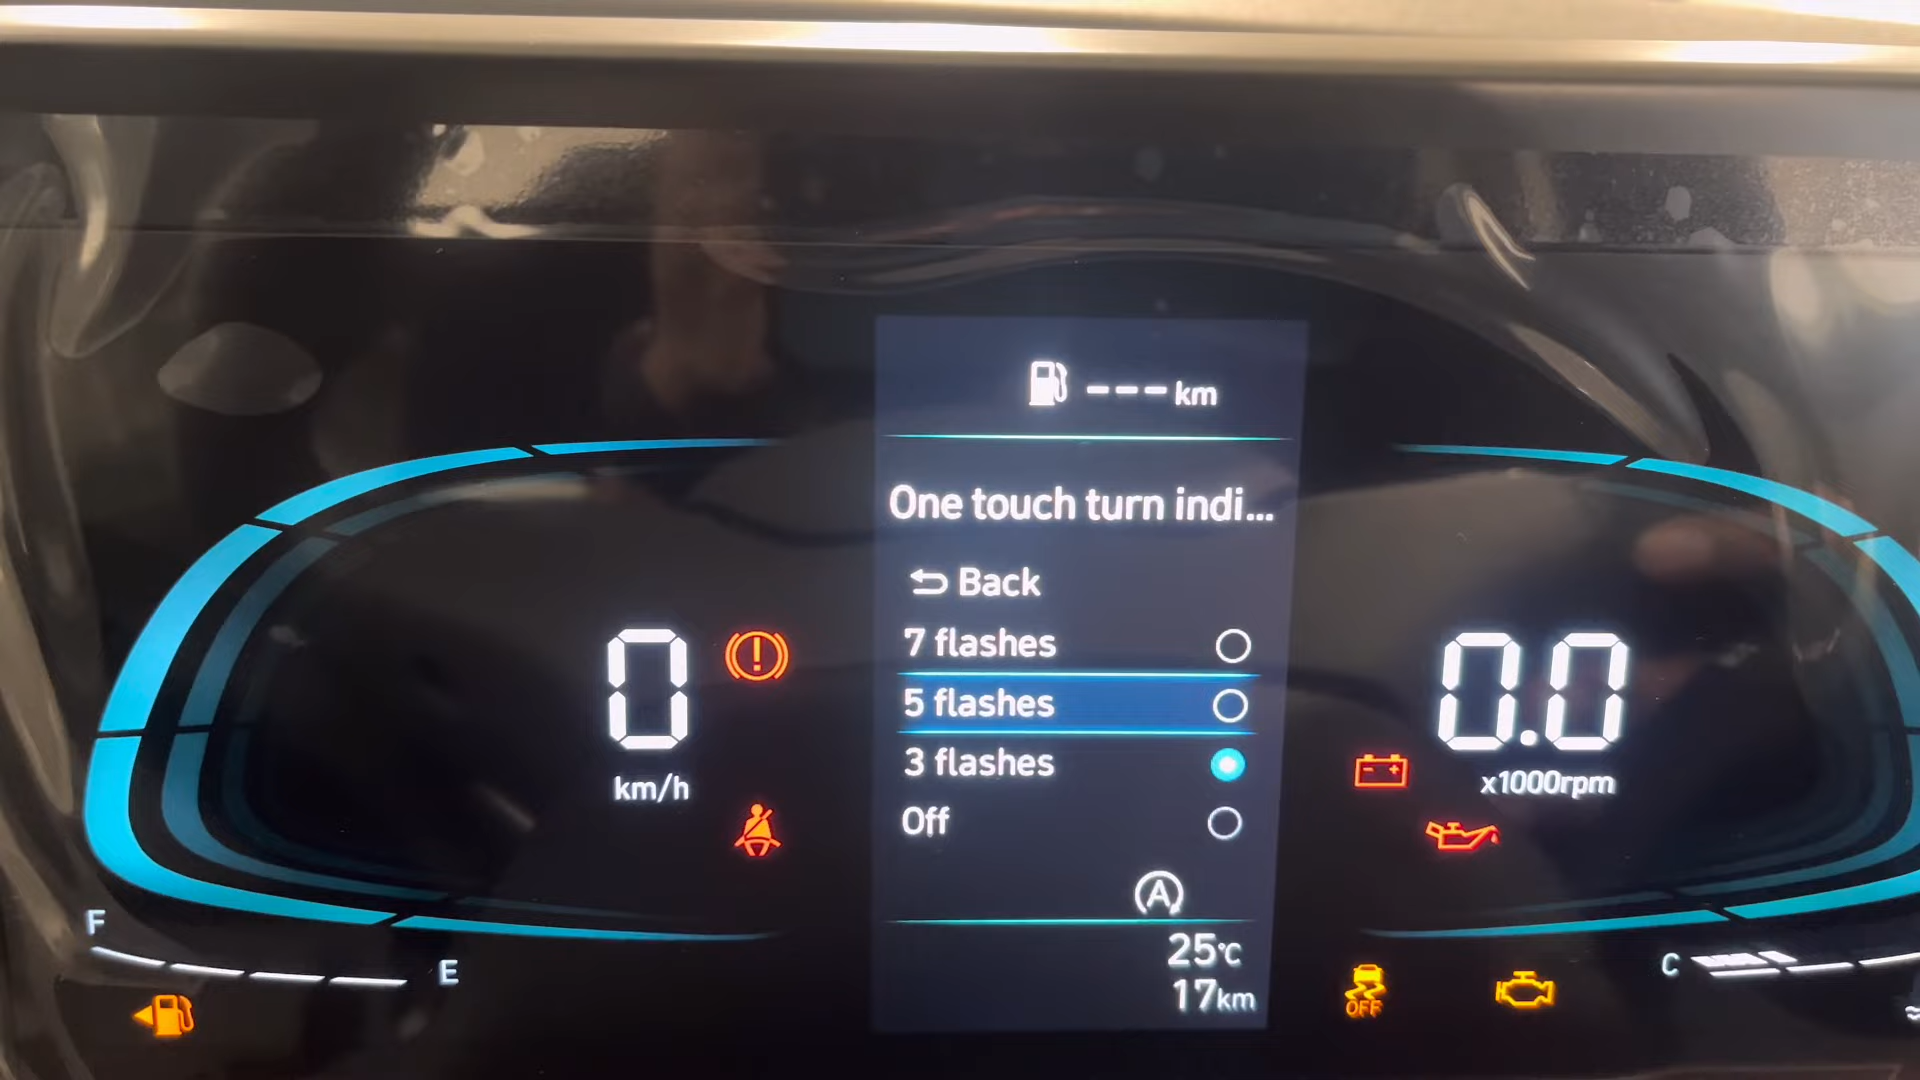 --- km
One touch turn indi...
Back
7 flashes
5 flashes
3 flashes
Off
0
km/h
0.0
x1000rpm
A
25°C
17km
F
E
OFF
C